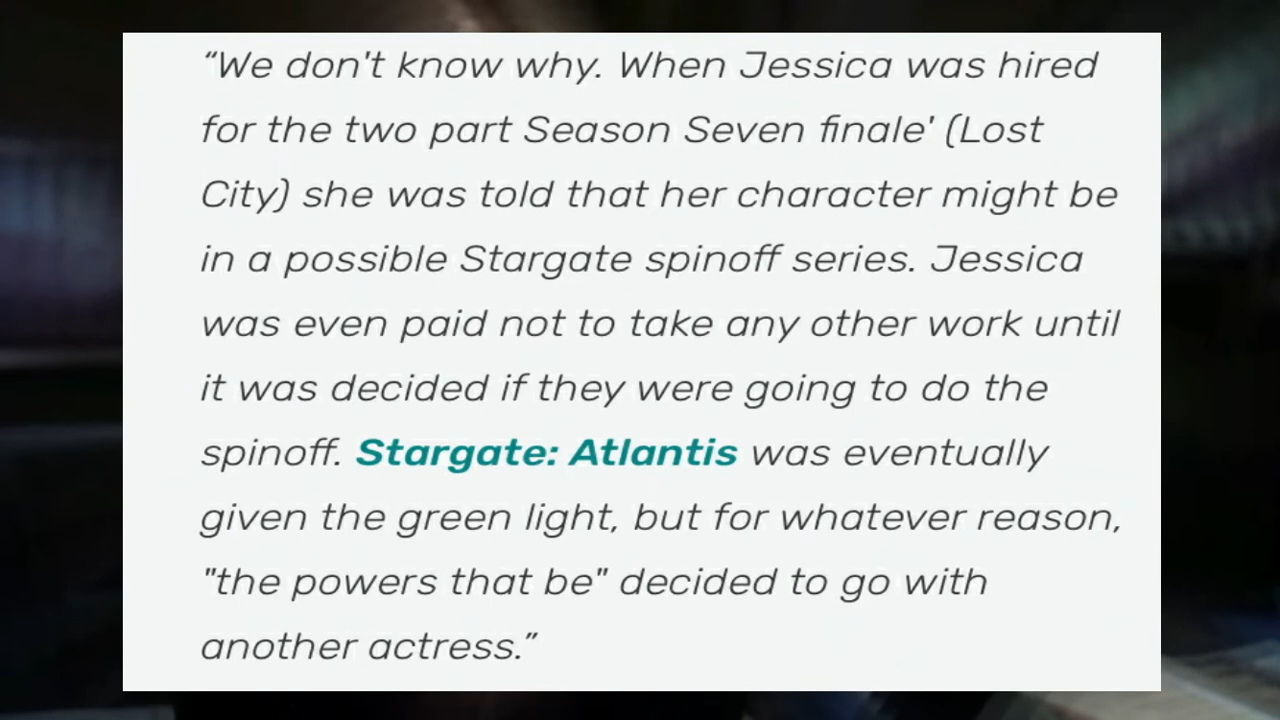 “We don't know why. When Jessica was hired
for the two part Season Seven finale' (Lost
City) she was told that her character might be
in a possible Stargate spinoff series. Jessica
was even paid not to take any other work until
it was decided if they were going to do the
spinoff. Stargate: Atlantis was eventually
given the green light, but for whatever reason,
"the powers that be" decided to go with
another actress.”